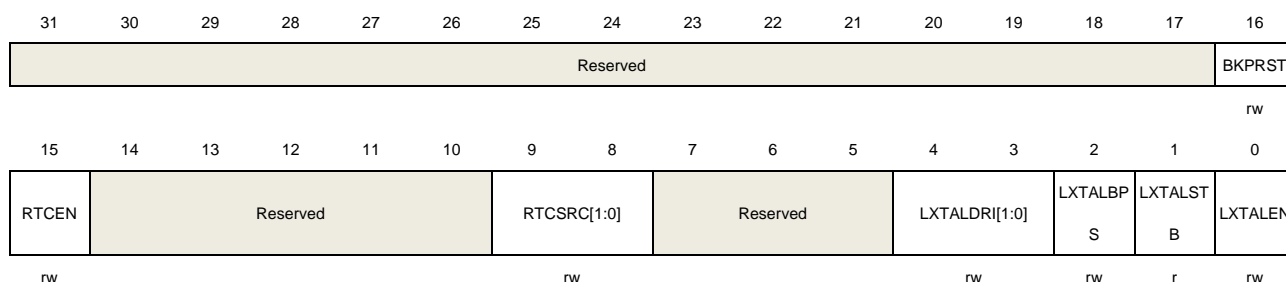 31 30 29 28 27 26 25 24 23 22 21 20 19 18 17 16
Reserved BKPRST
rw
15 14 13 12 11 10 9 8 7 6 5 4 3 2 1 0
RTCEN Reserved RTCSRC[1:0] Reserved LXTALDRI[1:0] LXTALBP LXTALST LXTALEN
S B
rw rw rw rw r rw